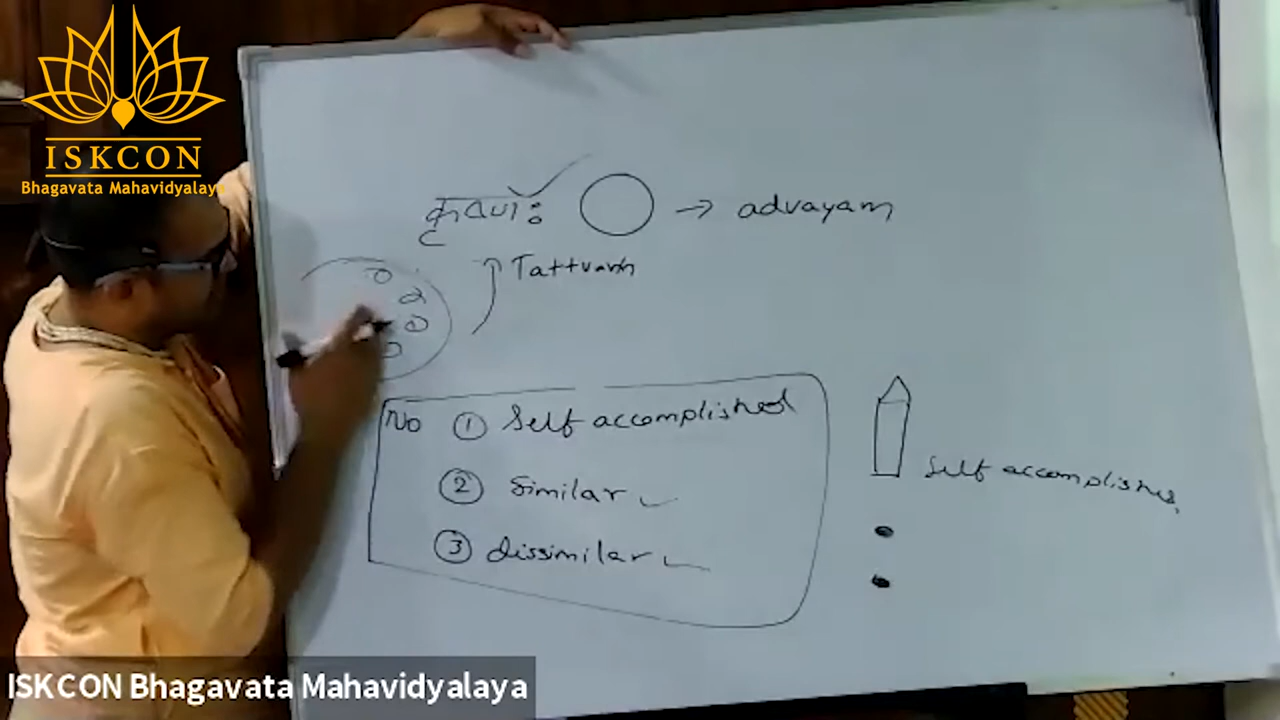 ISKCON
Bhagavata Mahavidyalaya
कृष्णः → advayam
Tattvam
No ① Self accomplished
② Similar
③ dissimilar
Self accomplished
ISKCON Bhagavata Mahavidyalaya